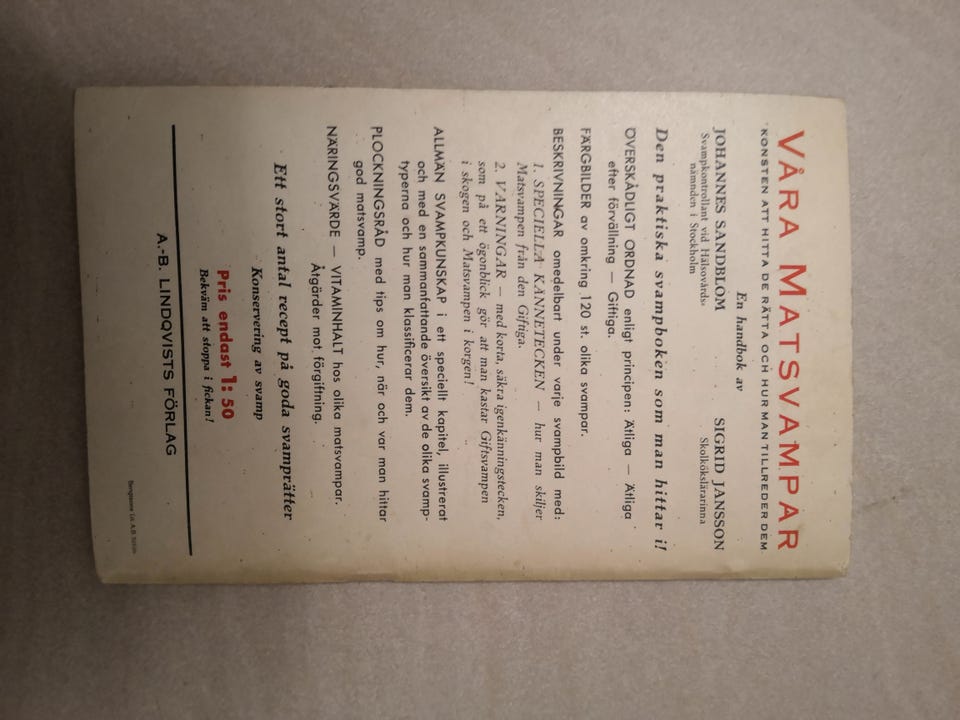 VÅRA MATSVAMPAR
KONSTEN ATT HITTA DE RÄTTA OCH HUR MAN TILLREDER DEM
En handbok av
JOHANNES SANDBLOM
Svampkontrollant vid Hälsovårds-
nämnden i Stockholm
SIGRID JANSSON
Skolkökslärarinna
Den praktiska svampboken som man hittar i!
ÖVERSKÅDLIGT ORDNAD enligt principen: Ätliga — Ätliga
efter förvällning — Giftiga.
FÄRGBILDER av omkring 120 st. olika svampar.
BESKRIVNINGAR omedelbart under varje svampbild med:
1. SPECIELLA KÄNNETECKEN — hur man skiljer
Matsvampen från den Giftiga.
2. VARNINGAR — med korta, säkra igenkänningstecken,
som på ett ögonblick gör att man kastar Giftsvampen
i skogen och Matsvampen i korgen!
ALLMÄN SVAMPKUNSKAP i ett speciellt kapitel, illustrerat
och med en sammanfattande översikt av de olika svamp-
typerna och hur man klassificerar dem.
PLOCKNINGSRÅD med tips om hur, när och var man hittar
god matsvamp.
NÄRINGSVÄRDE — VITAMINHALT hos olika matsvampar.
Åtgärder mot förgiftning.
Ett stort antal recept på goda svamprätter
Konservering av svamp
Pris endast 1:50
Bekväm att stoppa i fickan!
A.-B. LINDQVISTS FÖRLAG